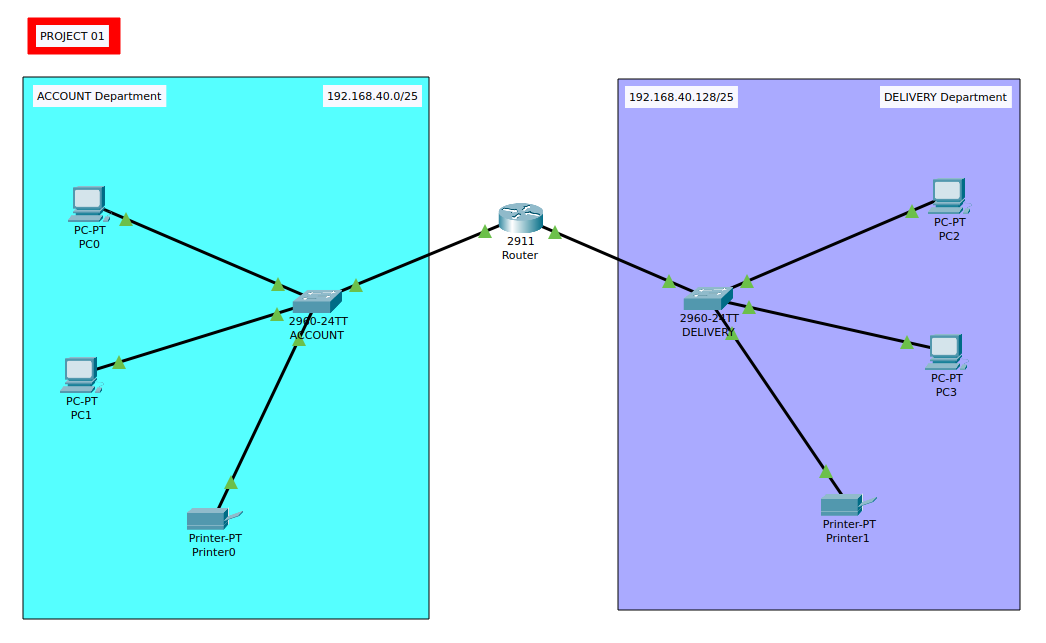 PROJECT 01
ACCOUNT Department
192.168.40.0/25
192.168.40.128/25
DELIVERY Department
PC-PT
PC0
PC-PT
PC1
2960-24TT
ACCOUNT
Printer-PT
Printer0
2911
Router
2960-24TT
DELIVERY
PC-PT
PC2
PC-PT
PC3
Printer-PT
Printer1